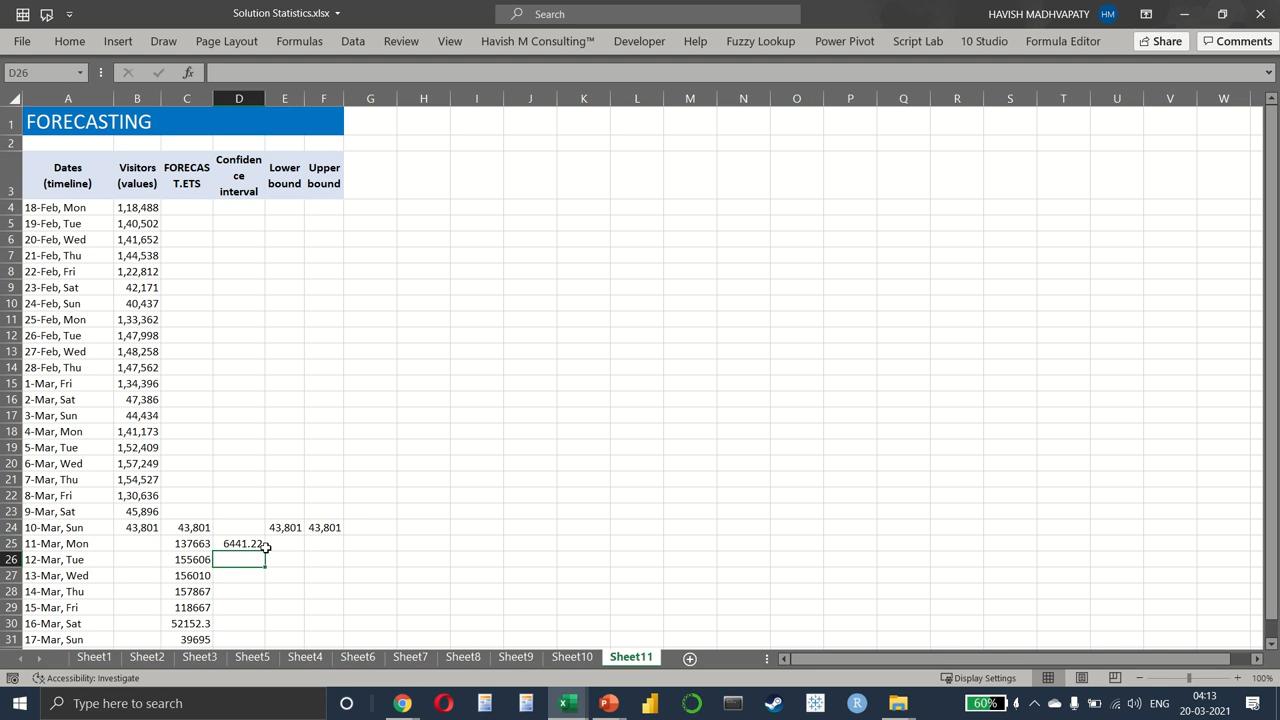 Solution Statistics.xlsx
Search
HAVISH MADHVAPATY HM
File Home Insert Draw Page Layout Formulas Data Review View Havish M Consulting™ Developer Help Fuzzy Lookup Power Pivot Script Lab 10 Studio Formula Editor Share Comments
D26 fx
A B C D E F G H I J K L M N O P Q R S T U V W
1 FORECASTING
2
3 Dates (timeline) Visitors (values) FORECAS T.ETS Confiden ce interval Lower bound Upper bound
4 18-Feb, Mon 1,18,488
5 19-Feb, Tue 1,40,502
6 20-Feb, Wed 1,41,652
7 21-Feb, Thu 1,44,538
8 22-Feb, Fri 1,22,812
9 23-Feb, Sat 42,171
10 24-Feb, Sun 40,437
11 25-Feb, Mon 1,33,362
12 26-Feb, Tue 1,47,998
13 27-Feb, Wed 1,48,258
14 28-Feb, Thu 1,47,562
15 1-Mar, Fri 1,34,396
16 2-Mar, Sat 47,386
17 3-Mar, Sun 44,434
18 4-Mar, Mon 1,41,173
19 5-Mar, Tue 1,52,409
20 6-Mar, Wed 1,57,249
21 7-Mar, Thu 1,54,527
22 8-Mar, Fri 1,30,636
23 9-Mar, Sat 45,896
24 10-Mar, Sun 43,801 43,801 43,801 43,801
25 11-Mar, Mon 137663 6441.22
26 12-Mar, Tue 155606
27 13-Mar, Wed 156010
28 14-Mar, Thu 157867
29 15-Mar, Fri 118667
30 16-Mar, Sat 52152.3
31 17-Mar, Sun 39695
Sheet1 Sheet2 Sheet3 Sheet5 Sheet4 Sheet6 Sheet7 Sheet8 Sheet9 Sheet10 Sheet11
Accessibility: Investigate Display Settings 100%
Type here to search 60% ENG 04:13
20-03-2021